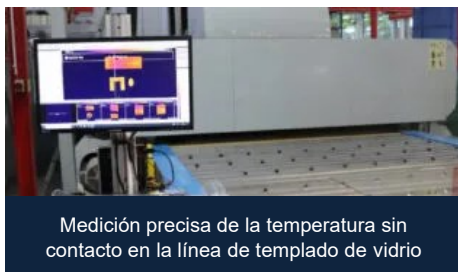 Medición precisa de la temperatura sin
contacto en la línea de templado de vidrio